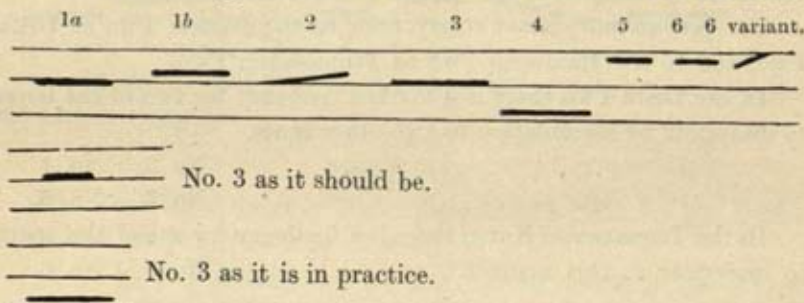 1a 1b 2 3 4 5 6 6 variant.
No. 3 as it should be.
No. 3 as it is in practice.